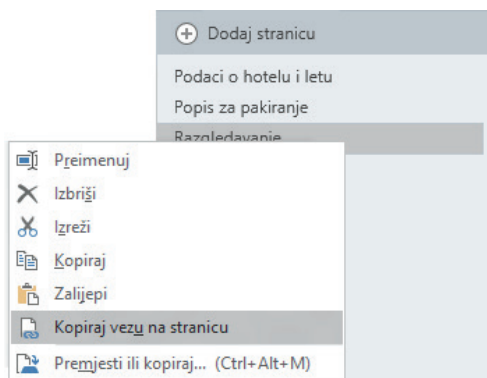 Dodaj stranicu
Podaci o hotelu i letu
Popis za pakiranje
Razgledavanje
Preimenuj
Izbriši
Izreži
Kopiraj
Zalijepi
Kopiraj vezu na stranicu
Premjesti ili kopiraj... (Ctrl+Alt+M)